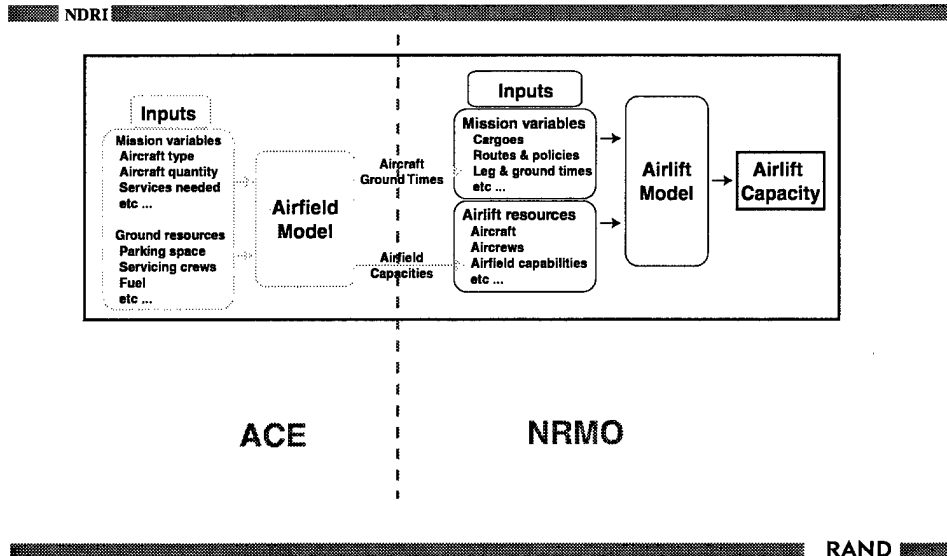 NDRI
Inputs
Mission variables
Aircraft type
Aircraft quantity
Services needed
etc ...
Ground resources
Parking space
Servicing crews
Fuel
etc ...
Airfield
Model
Aircraft
Ground Times
Airfield
Capacities
Inputs
Mission variables
Cargoes
Routes & policies
Leg & ground times
etc ...
Airlift resources
Aircraft
Aircrews
Airfield capabilities
etc ...
Airlift
Model
Airlift
Capacity
ACE
NRMO
RAND